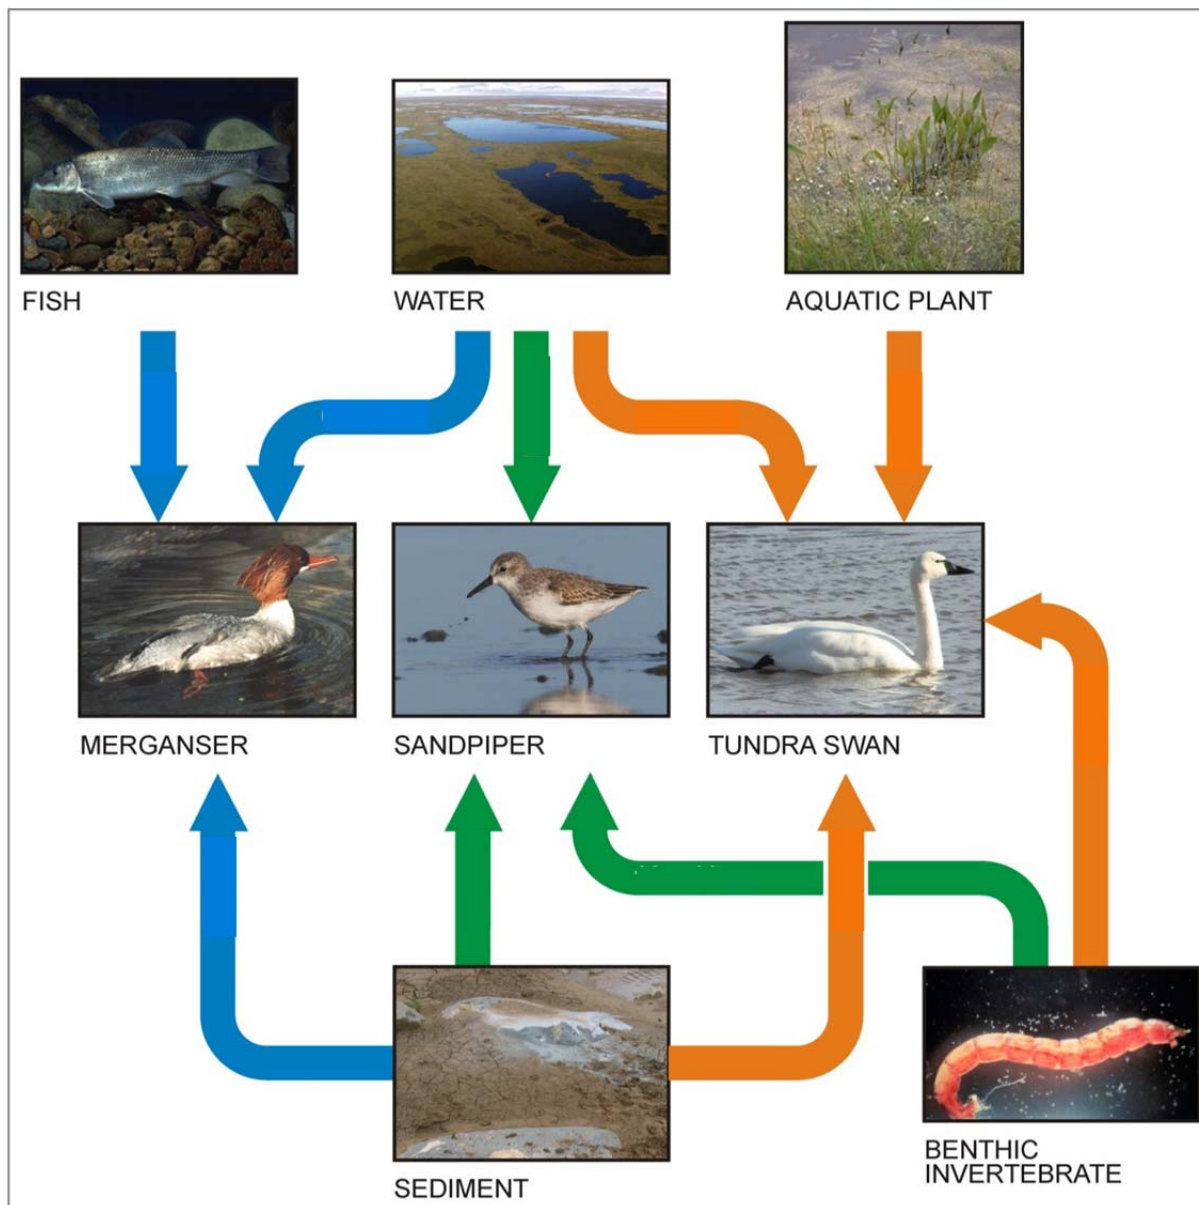 FISH
WATER
AQUATIC PLANT
MERGANSER
SANDPIPER
TUNDRA SWAN
SEDIMENT
BENTHIC
INVERTEBRATE